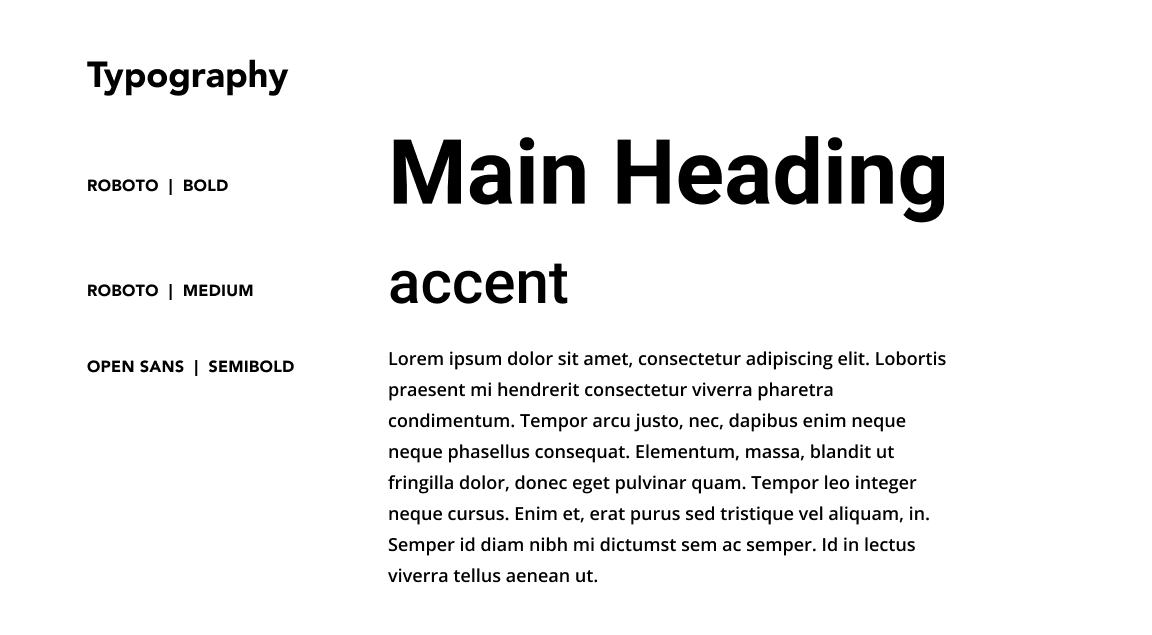 Typography
ROBOTO | BOLD
Main Heading
ROBOTO | MEDIUM
accent
OPEN SANS | SEMIBOLD
Lorem ipsum dolor sit amet, consectetur adipiscing elit. Lobortis
praesent mi hendrerit consectetur viverra pharetra
condimentum. Tempor arcu justo, nec, dapibus enim neque
neque phasellus consequat. Elementum, massa, blandit ut
fringilla dolor, donec eget pulvinar quam. Tempor leo integer
neque cursus. Enim et, erat purus sed tristique vel aliquam, in.
Semper id diam nibh mi dictumst sem ac semper. Id in lectus
viverra tellus aenean ut.